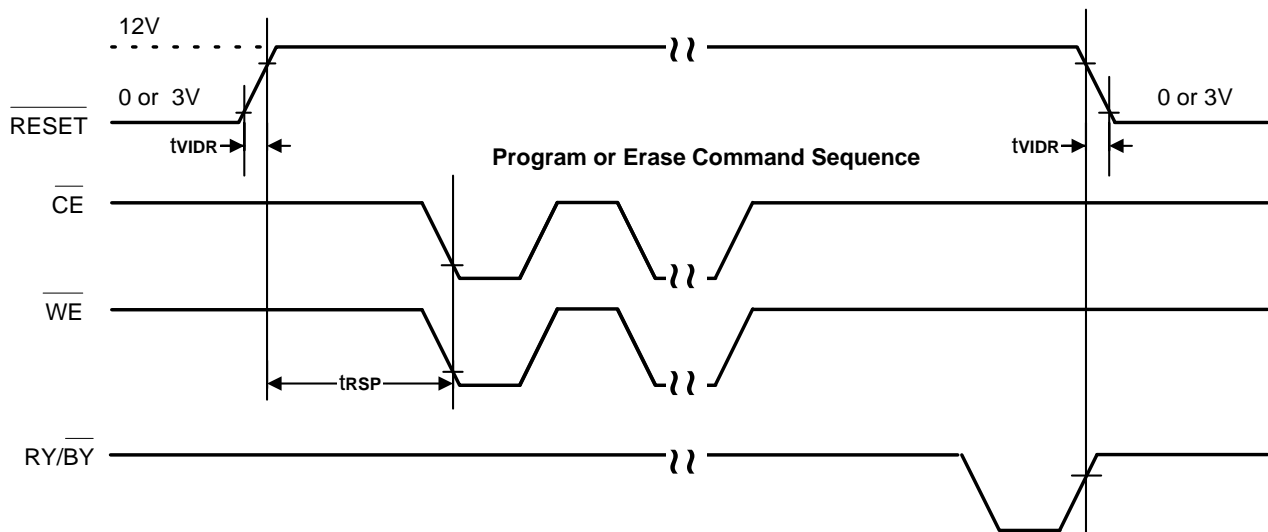 12V
0 or 3V
0 or 3V
RESET
tVIDR
tVIDR
Program or Erase Command Sequence
CE
WE
tRSP
RY/BY